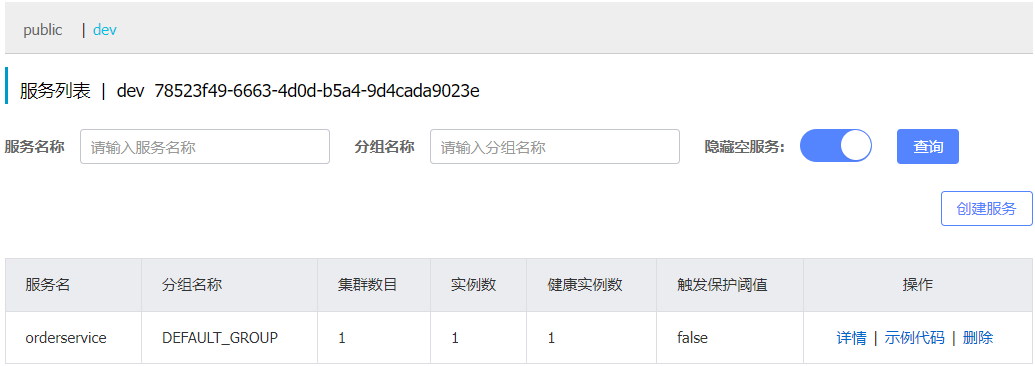 public | dev
服务列表 | dev 78523f49-6663-4d0d-b5a4-9d4cada9023e
服务名称 请输入服务名称 分组名称 请输入分组名称 隐藏空服务: 查询
创建服务
服务名 分组名称 集群数目 实例数 健康实例数 触发保护阈值 操作
orderservice DEFAULT_GROUP 1 1 1 false 详情 | 示例代码 | 删除